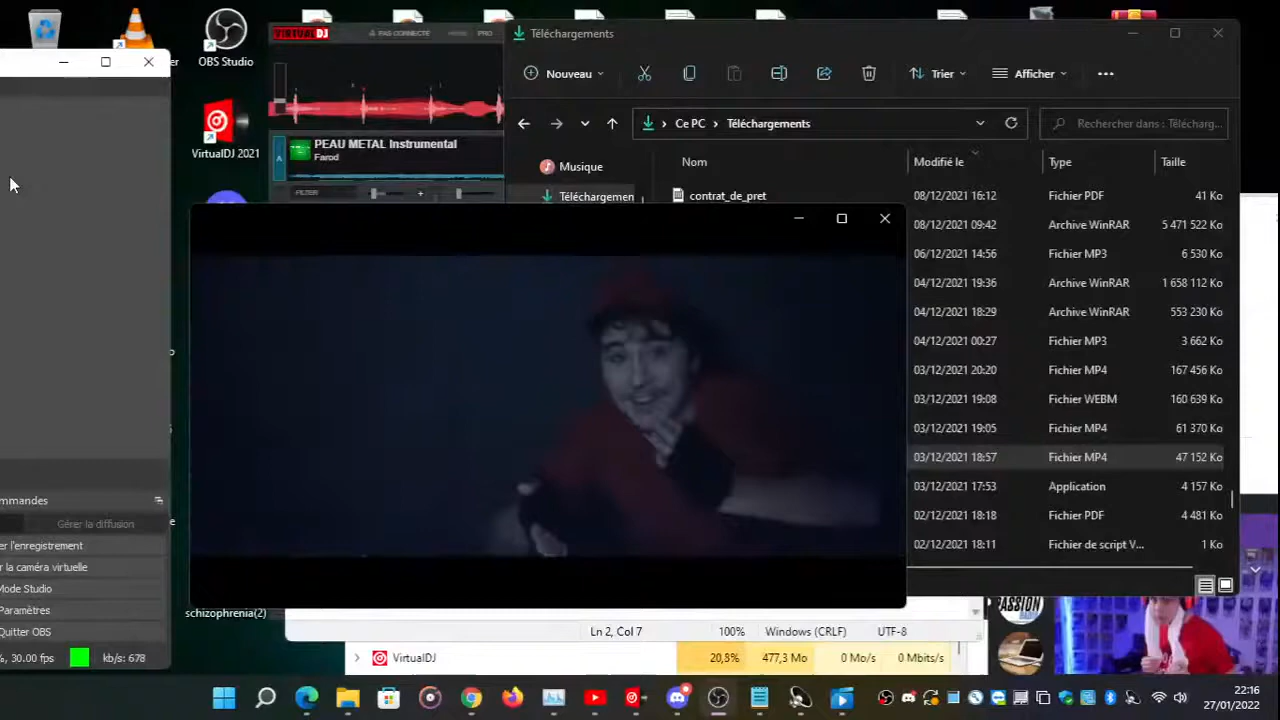 OBS Studio
VirtualDJ 2021
VIRTUALDJ
PAS CONNECTÉ
PRO
PEAU METAL Instrumental
Farod
A
FILTER
Téléchargements
Nouveau
Trier
Afficher
Ce PC > Téléchargements
Rechercher dans : Télécharg...
Musique
Téléchargemen
Nom
Modifié le
Type
Taille
contrat_de_pret
08/12/2021 16:12 Fichier PDF 41 Ko
08/12/2021 09:42 Archive WinRAR 5 471 522 Ko
06/12/2021 14:56 Fichier MP3 6 530 Ko
04/12/2021 19:36 Archive WinRAR 1 658 112 Ko
04/12/2021 18:29 Archive WinRAR 553 230 Ko
04/12/2021 00:27 Fichier MP3 3 662 Ko
03/12/2021 20:20 Fichier MP4 167 456 Ko
03/12/2021 19:08 Fichier WEBM 160 639 Ko
03/12/2021 19:05 Fichier MP4 61 370 Ko
03/12/2021 18:57 Fichier MP4 47 152 Ko
03/12/2021 17:53 Application 4 157 Ko
02/12/2021 18:18 Fichier PDF 4 481 Ko
02/12/2021 18:11 Fichier de script V... 1 Ko
mmandes
Gérer la diffusion
er l'enregistrement
er la caméra virtuelle
Mode Studio
Paramètres
Quitter OBS
%, 30.00 fps
kb/s: 678
schizophrenia(2)
Ln 2, Col 7 100% Windows (CRLF) UTF-8
VirtualDJ 20,8% 477,3 Mo 0 Mo/s 0 Mbits/s
PASSION
22:16
27/01/2022